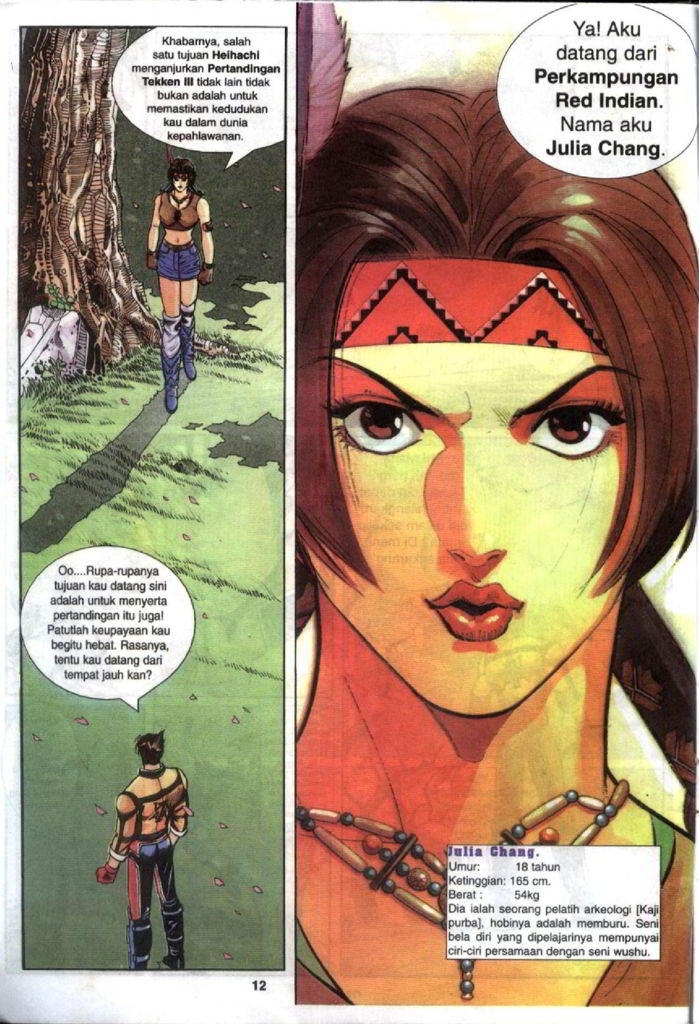 Khabarnya, salah
satu tujuan Heihachi
menganjurkan Pertandingan
Tekken III tidak lain tidak
bukan adalah untuk
memastikan kedudukan
kau dalam dunia
kepahlawanan.
Oo....Rupa-rupanya
tujuan kau datang sini
adalah untuk menyerta
pertandingan itu juga!
Patutlah keupayaan kau
begitu hebat. Rasanya,
tentu kau datang dari
tempat jauh kan?
Ya! Aku
datang dari
Perkampungan
Red Indian.
Nama aku
Julia Chang.
Julia Chang.
Umur: 18 tahun
Ketinggian: 165 cm.
Berat : 54kg
Dia ialah seorang pelatih arkeologi [Kaji
purba], hobinya adalah memburu. Seni
bela diri yang dipelajarinya mempunyai
ciri-ciri persamaan dengan seni wushu.
12